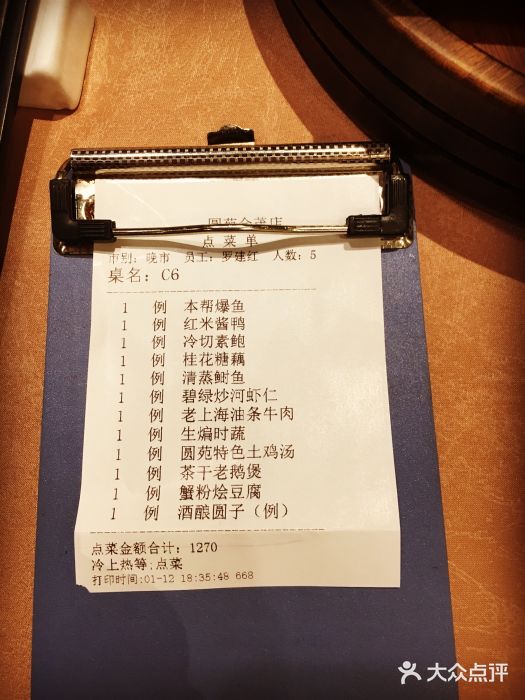 圆苑金茂店
点菜单
市别：晚市 员工：罗建红 人数：5
桌名：C6
1 例 本帮爆鱼
1 例 红米酱鸭
1 例 冷切素鲍
1 例 桂花糖藕
1 例 清蒸鲥鱼
1 例 碧绿炒河虾仁
1 例 老上海油条牛肉
1 例 生煸时蔬
1 例 圆苑特色土鸡汤
1 例 茶干老鹅煲
1 例 蟹粉烩豆腐
1 例 酒酿圆子（例）
点菜金额合计：1270
冷上热等;点菜
打印时间:01-12 18:35:48 668
大众点评